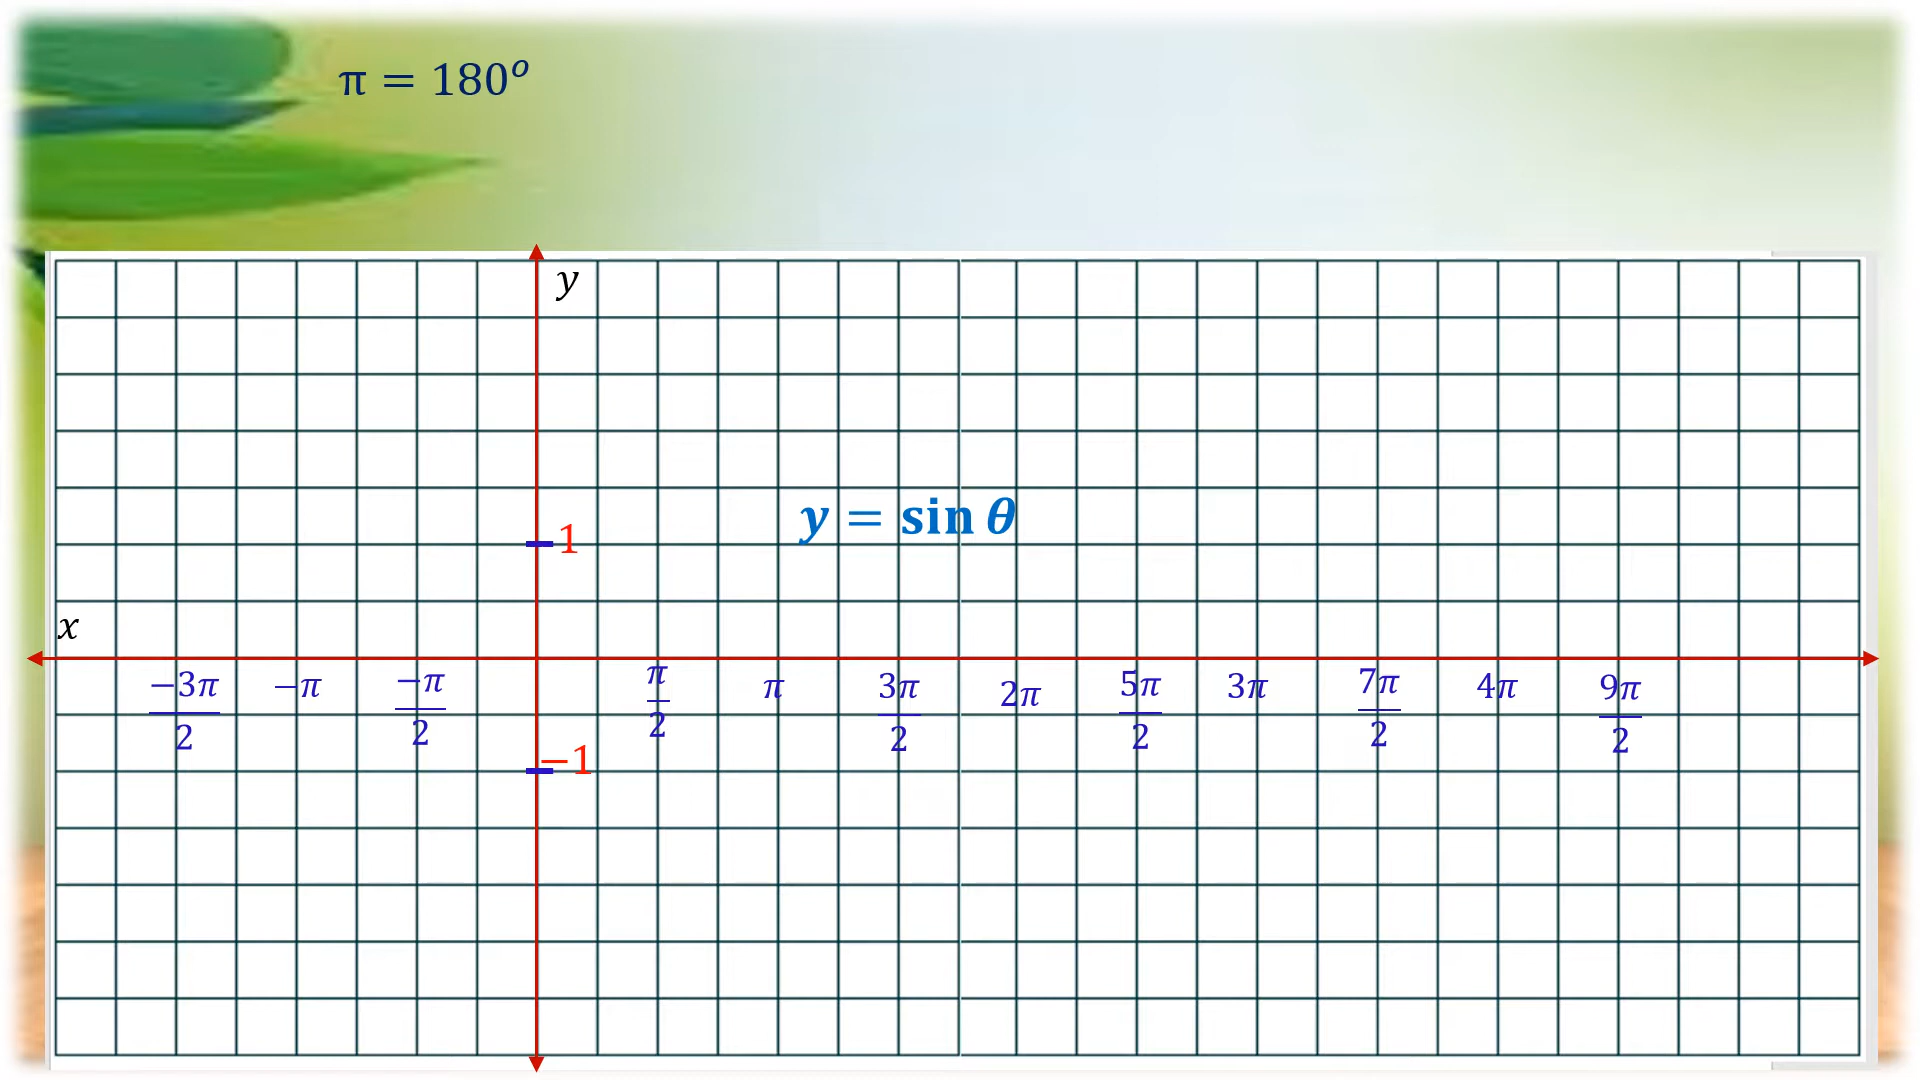 π = 180°
y
y = sin θ
1
x
−3π/2 −π −π/2 π/2 π 3π/2 2π 5π/2 3π 7π/2 4π 9π/2
−1